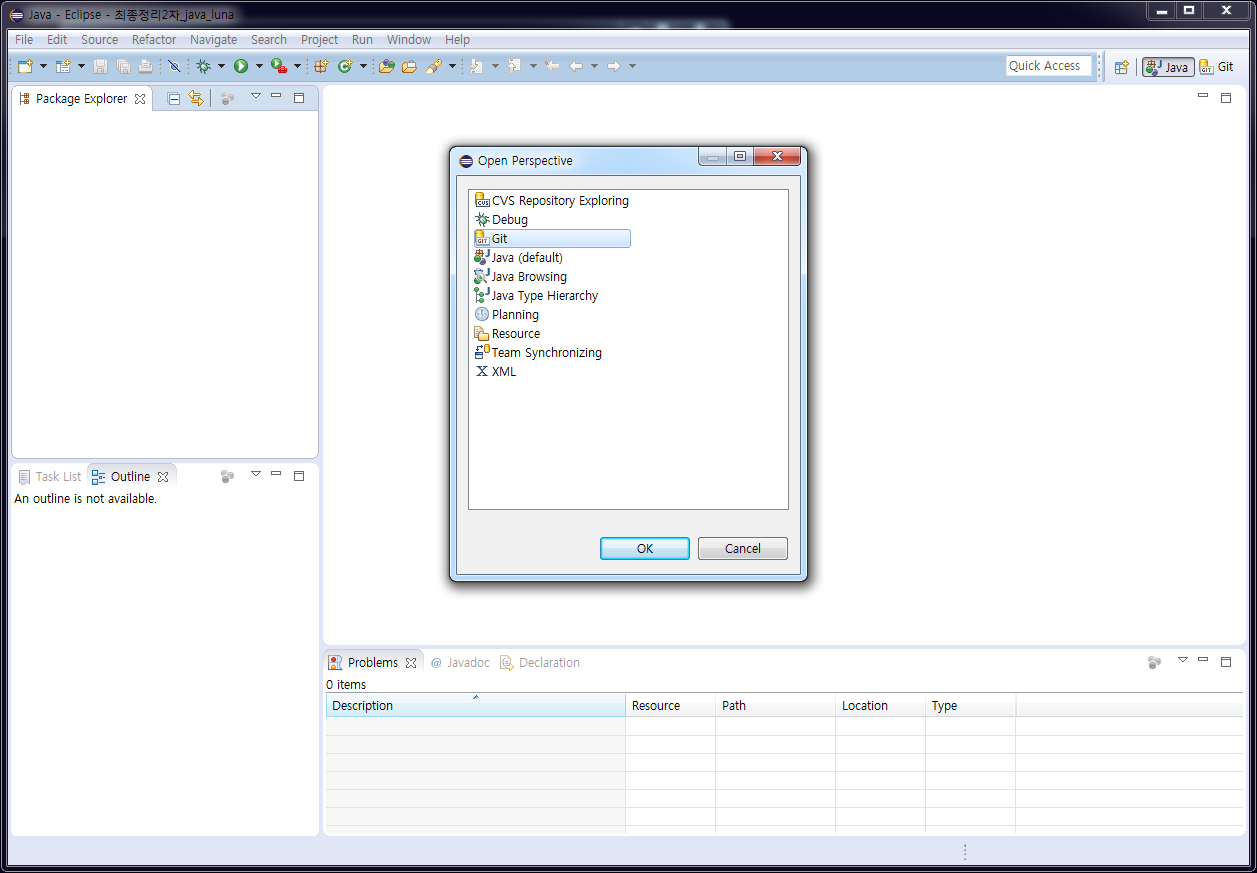 Java - Eclipse - 최종정리2차_java_luna
File Edit Source Refactor Navigate Search Project Run Window Help
Quick Access Java Git
Package Explorer
Open Perspective
CVS Repository Exploring
Debug
Git
Java (default)
Java Browsing
Java Type Hierarchy
Planning
Resource
Team Synchronizing
XML
OK Cancel
Task List Outline
An outline is not available.
Problems @ Javadoc Declaration
0 items
Description Resource Path Location Type